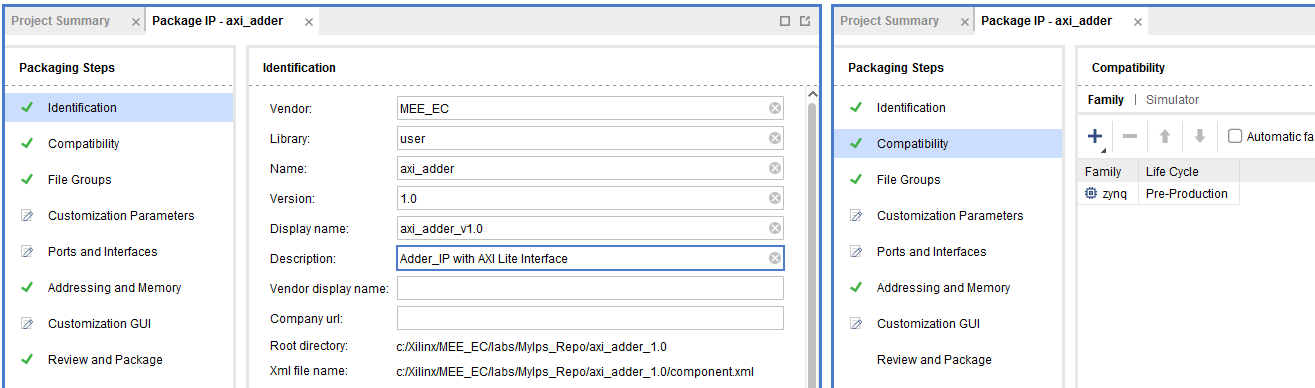 Project Summary
Package IP - axi_adder
Packaging Steps
Identification
Compatibility
File Groups
Customization Parameters
Ports and Interfaces
Addressing and Memory
Customization GUI
Review and Package
Identification
Vendor: MEE_EC
Library: user
Name: axi_adder
Version: 1.0
Display name: axi_adder_v1.0
Description: Adder_IP with AXI Lite Interface
Vendor display name:
Company url:
Root directory: c:/Xilinx/MEE_EC/labs/MyIps_Repo/axi_adder_1.0
Xml file name: c:/Xilinx/MEE_EC/labs/MyIps_Repo/axi_adder_1.0/component.xml
Project Summary
Package IP - axi_adder
Packaging Steps
Identification
Compatibility
File Groups
Customization Parameters
Ports and Interfaces
Addressing and Memory
Customization GUI
Review and Package
Compatibility
Family | Simulator
Automatic fa
Family Life Cycle
zynq Pre-Production